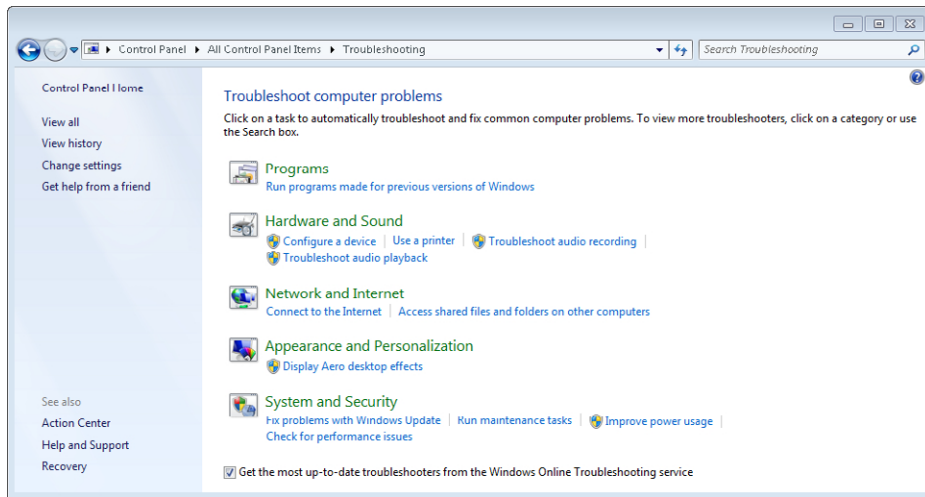 Control Panel ▸ All Control Panel Items ▸ Troubleshooting
Search Troubleshooting
Control Panel Home
View all
View history
Change settings
Get help from a friend
See also
Action Center
Help and Support
Recovery
Troubleshoot computer problems
Click on a task to automatically troubleshoot and fix common computer problems. To view more troubleshooters, click on a category or use
the Search box.
Programs
Run programs made for previous versions of Windows
Hardware and Sound
Configure a device | Use a printer | Troubleshoot audio recording |
Troubleshoot audio playback
Network and Internet
Connect to the Internet | Access shared files and folders on other computers
Appearance and Personalization
Display Aero desktop effects
System and Security
Fix problems with Windows Update | Run maintenance tasks | Improve power usage |
Check for performance issues
Get the most up-to-date troubleshooters from the Windows Online Troubleshooting service